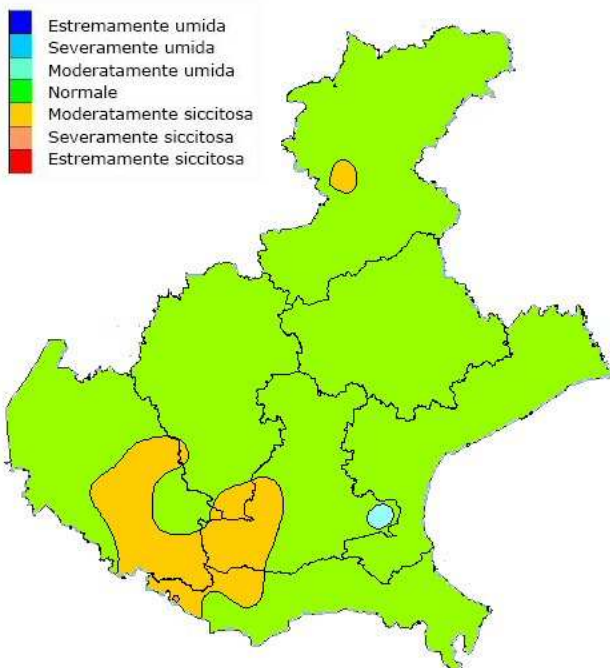 Estremamente umida
Severamente umida
Moderatamente umida
Normale
Moderatamente siccitosa
Severamente siccitosa
Estremamente siccitosa